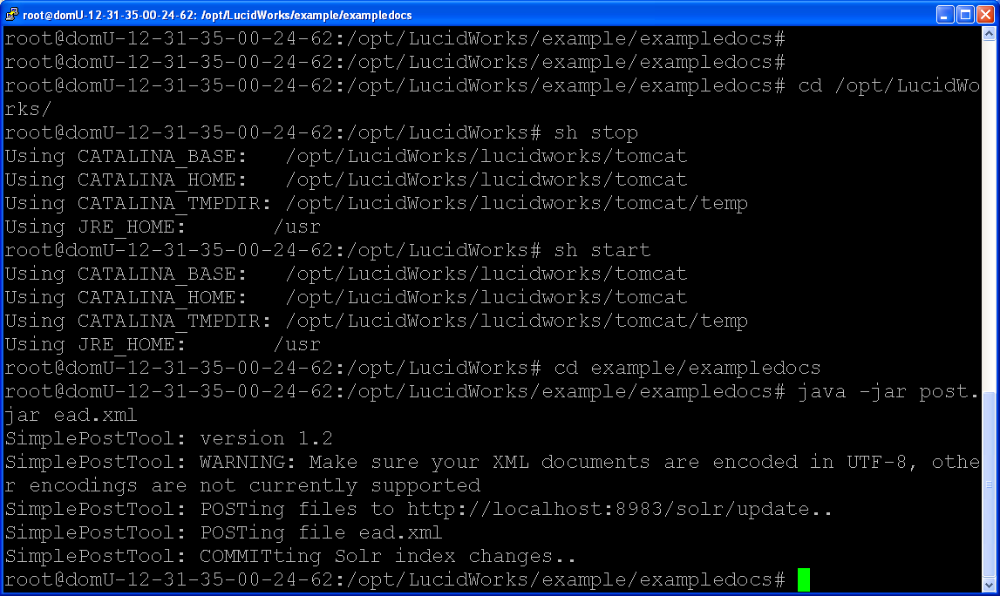 root@domU-12-31-35-00-24-62: /opt/LucidWorks/example/exampledocs
root@domU-12-31-35-00-24-62:/opt/LucidWorks/example/exampledocs#
root@domU-12-31-35-00-24-62:/opt/LucidWorks/example/exampledocs#
root@domU-12-31-35-00-24-62:/opt/LucidWorks/example/exampledocs# cd /opt/LucidWo
rks/
root@domU-12-31-35-00-24-62:/opt/LucidWorks# sh stop
Using CATALINA_BASE:   /opt/LucidWorks/lucidworks/tomcat
Using CATALINA_HOME:   /opt/LucidWorks/lucidworks/tomcat
Using CATALINA_TMPDIR: /opt/LucidWorks/lucidworks/tomcat/temp
Using JRE_HOME:       /usr
root@domU-12-31-35-00-24-62:/opt/LucidWorks# sh start
Using CATALINA_BASE:   /opt/LucidWorks/lucidworks/tomcat
Using CATALINA_HOME:   /opt/LucidWorks/lucidworks/tomcat
Using CATALINA_TMPDIR: /opt/LucidWorks/lucidworks/tomcat/temp
Using JRE_HOME:       /usr
root@domU-12-31-35-00-24-62:/opt/LucidWorks# cd example/exampledocs
root@domU-12-31-35-00-24-62:/opt/LucidWorks/example/exampledocs# java -jar post.
jar ead.xml
SimplePostTool: version 1.2
SimplePostTool: WARNING: Make sure your XML documents are encoded in UTF-8, othe
r encodings are not currently supported
SimplePostTool: POSTing files to http://localhost:8983/solr/update..
SimplePostTool: POSTing file ead.xml
SimplePostTool: COMMITting Solr index changes..
root@domU-12-31-35-00-24-62:/opt/LucidWorks/example/exampledocs#